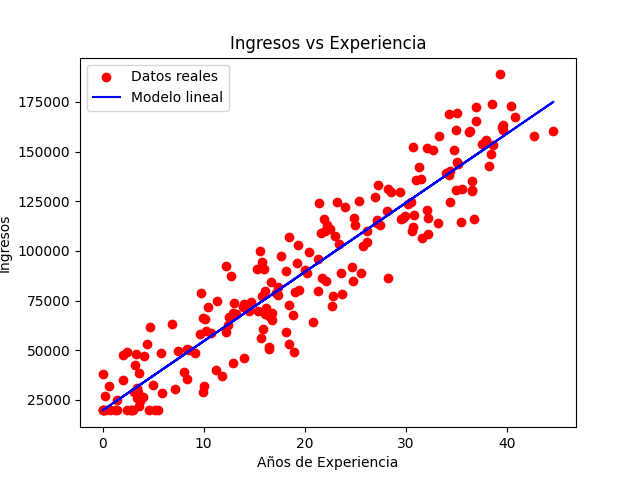 Ingresos vs Experiencia
Datos reales
Modelo lineal
175000
150000
125000
100000
75000
50000
25000
Ingresos
0
10
20
30
40
Años de Experiencia